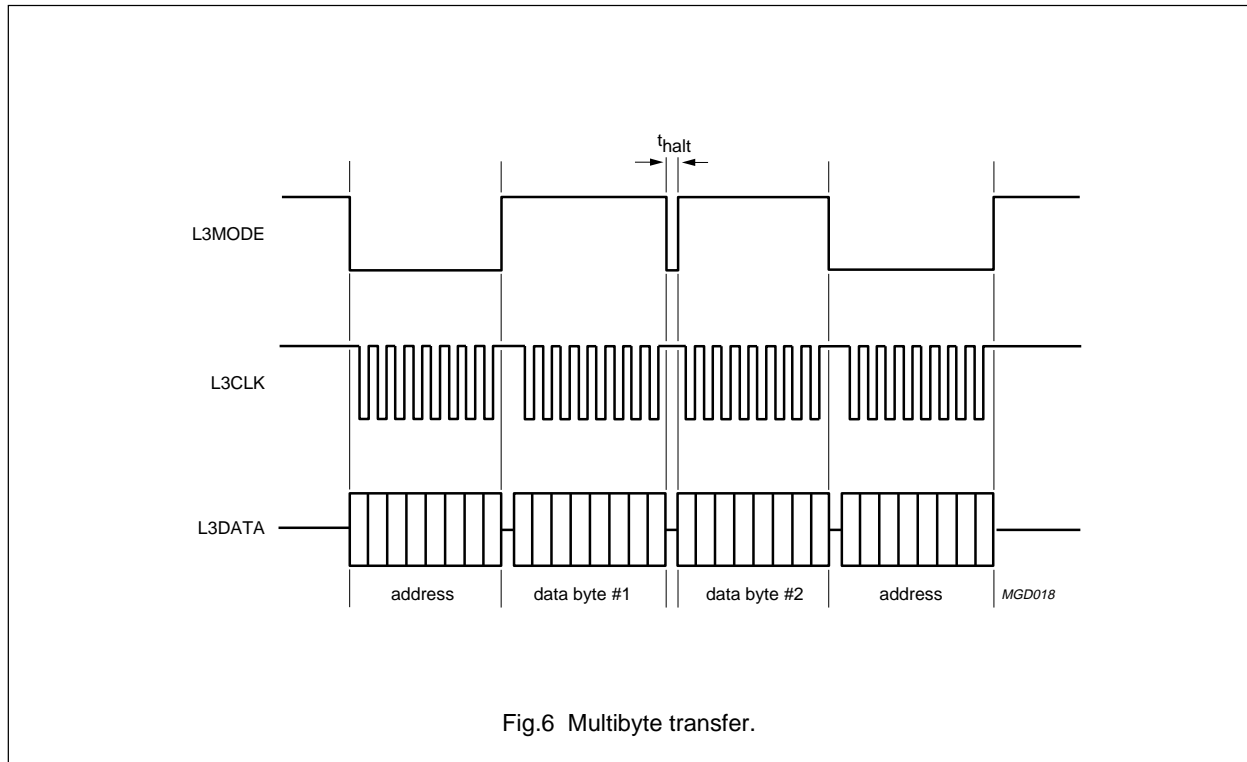 thalt
L3MODE
L3CLK
L3DATA
address data byte #1 data byte #2 address MGD018
Fig.6 Multibyte transfer.